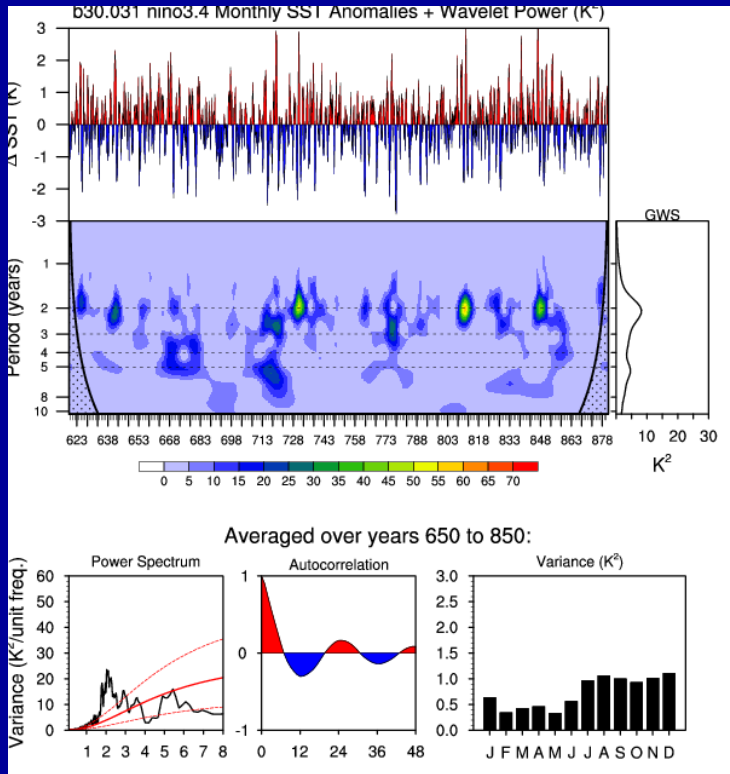 b30.031 nino3.4 Monthly SST Anomalies + Wavelet Power (K²)
Δ SST (K)
3
2
1
0
-1
-2
-3
GWS
Period (years)
1
2
3
4
5
8
10
623 638 653 668 683 698 713 728 743 758 773 788 803 818 833 848 863 878
10 20 30
K²
0 5 10 15 20 25 30 35 40 45 50 55 60 65 70
Averaged over years 650 to 850:
Power Spectrum
Variance (K²/unit freq.)
60
50
40
30
20
10
0
1 2 3 4 5 6 7 8
Autocorrelation
1
0
-1
0 12 24 36 48
Variance (K²)
3.0
2.5
2.0
1.5
1.0
0.5
0.0
J F M A M J J A S O N D